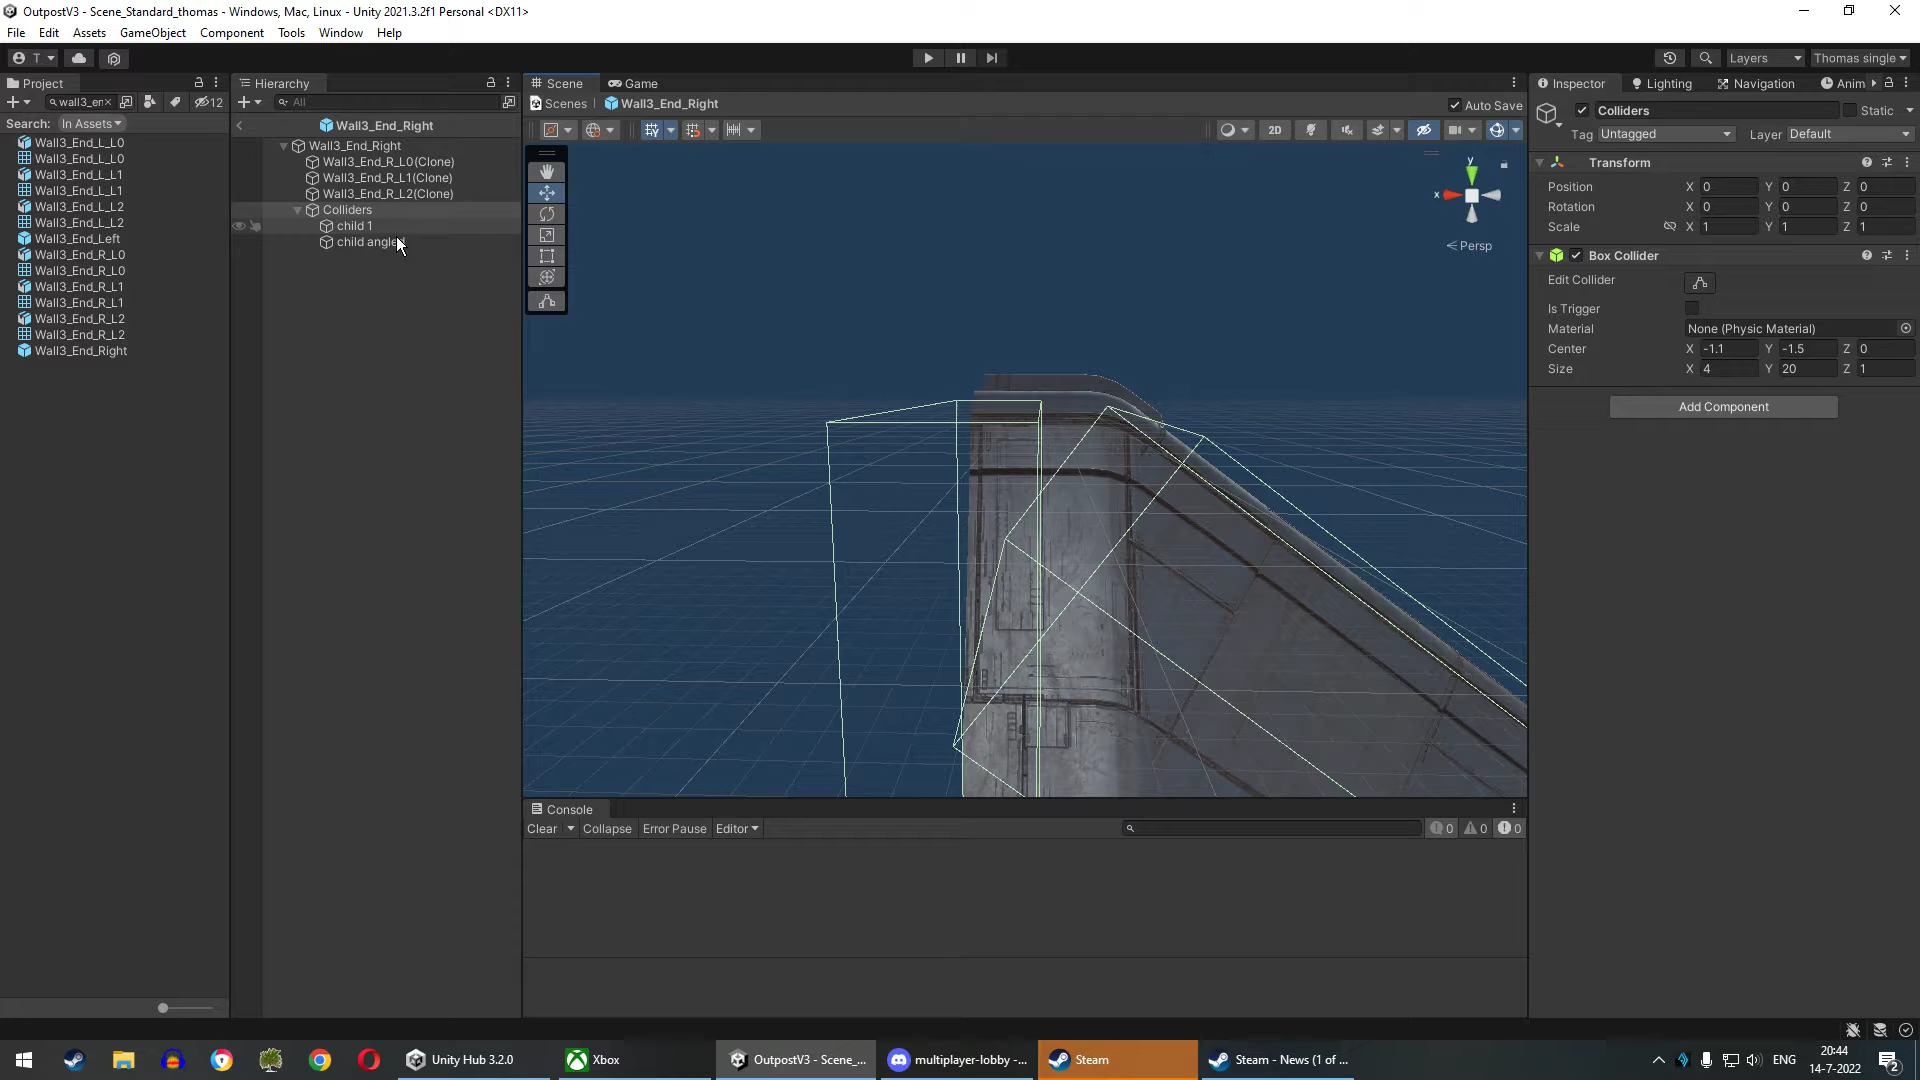 OutpostV3 - Scene_Standard_thomas - Windows, Mac, Linux - Unity 2021.3.2f1 Personal <DX11>
File Edit Assets GameObject Component Tools Jobs Window Help
T
Layers
Thomas single
Project
Hierarchy
Scene
Game
Inspector
Lighting
Navigation
Anim
wall3_en
12
All
Scenes
Wall3_End_Right
Auto Save
Colliders
Static
Search:
In Assets
Wall3_End_Right
2D
Tag Untagged
Layer Default
Wall3_End_L_L0
Wall3_End_L_L0
Wall3_End_L_L1
Wall3_End_L_L1
Wall3_End_L_L2
Wall3_End_L_L2
Wall3_End_Left
Wall3_End_R_L0
Wall3_End_R_L0
Wall3_End_R_L1
Wall3_End_R_L1
Wall3_End_R_L2
Wall3_End_R_L2
Wall3_End_Right
Wall3_End_Right
Wall3_End_R_L0(Clone)
Wall3_End_R_L1(Clone)
Wall3_End_R_L2(Clone)
Colliders
child 1
child angle
y
x
Persp
Transform
Position X 0 Y 0 Z 0
Rotation X 0 Y 0 Z 0
Scale X 1 Y 1 Z 1
Box Collider
Edit Collider
Is Trigger
Material None (Physic Material)
Center X -1.1 Y -1.5 Z 0
Size X 4 Y 20 Z 1
Add Component
Console
Clear Collapse Error Pause Editor
0 0 0
Unity Hub 3.2.0
Xbox
OutpostV3 - Scene_...
multiplayer-lobby -...
Steam
Steam - News (1 of ...
ENG
20:44
14-7-2022
2